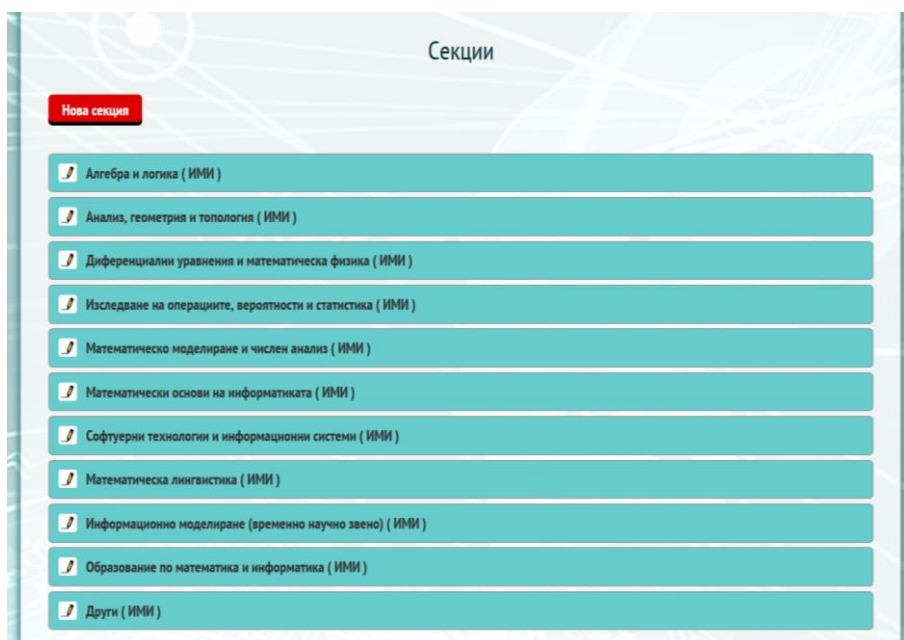 Секции
Нова секция
Алгебра и логика ( ИМИ )
Анализ, геометрия и топология ( ИМИ )
Диференциални уравнения и математическа физика ( ИМИ )
Изследване на операциите, вероятности и статистика ( ИМИ )
Математическо моделиране и числен анализ ( ИМИ )
Математически основи на информатиката ( ИМИ )
Софтуерни технологии и информационни системи ( ИМИ )
Математическа лингвистика ( ИМИ )
Информационно моделиране (временно научно звено) ( ИМИ )
Образование по математика и информатика ( ИМИ )
Други ( ИМИ )